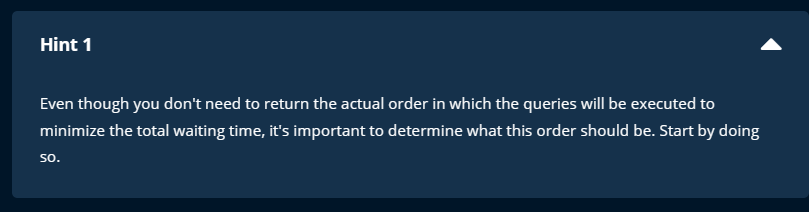 Hint 1
Even though you don't need to return the actual order in which the queries will be executed to
minimize the total waiting time, it's important to determine what this order should be. Start by doing
so.